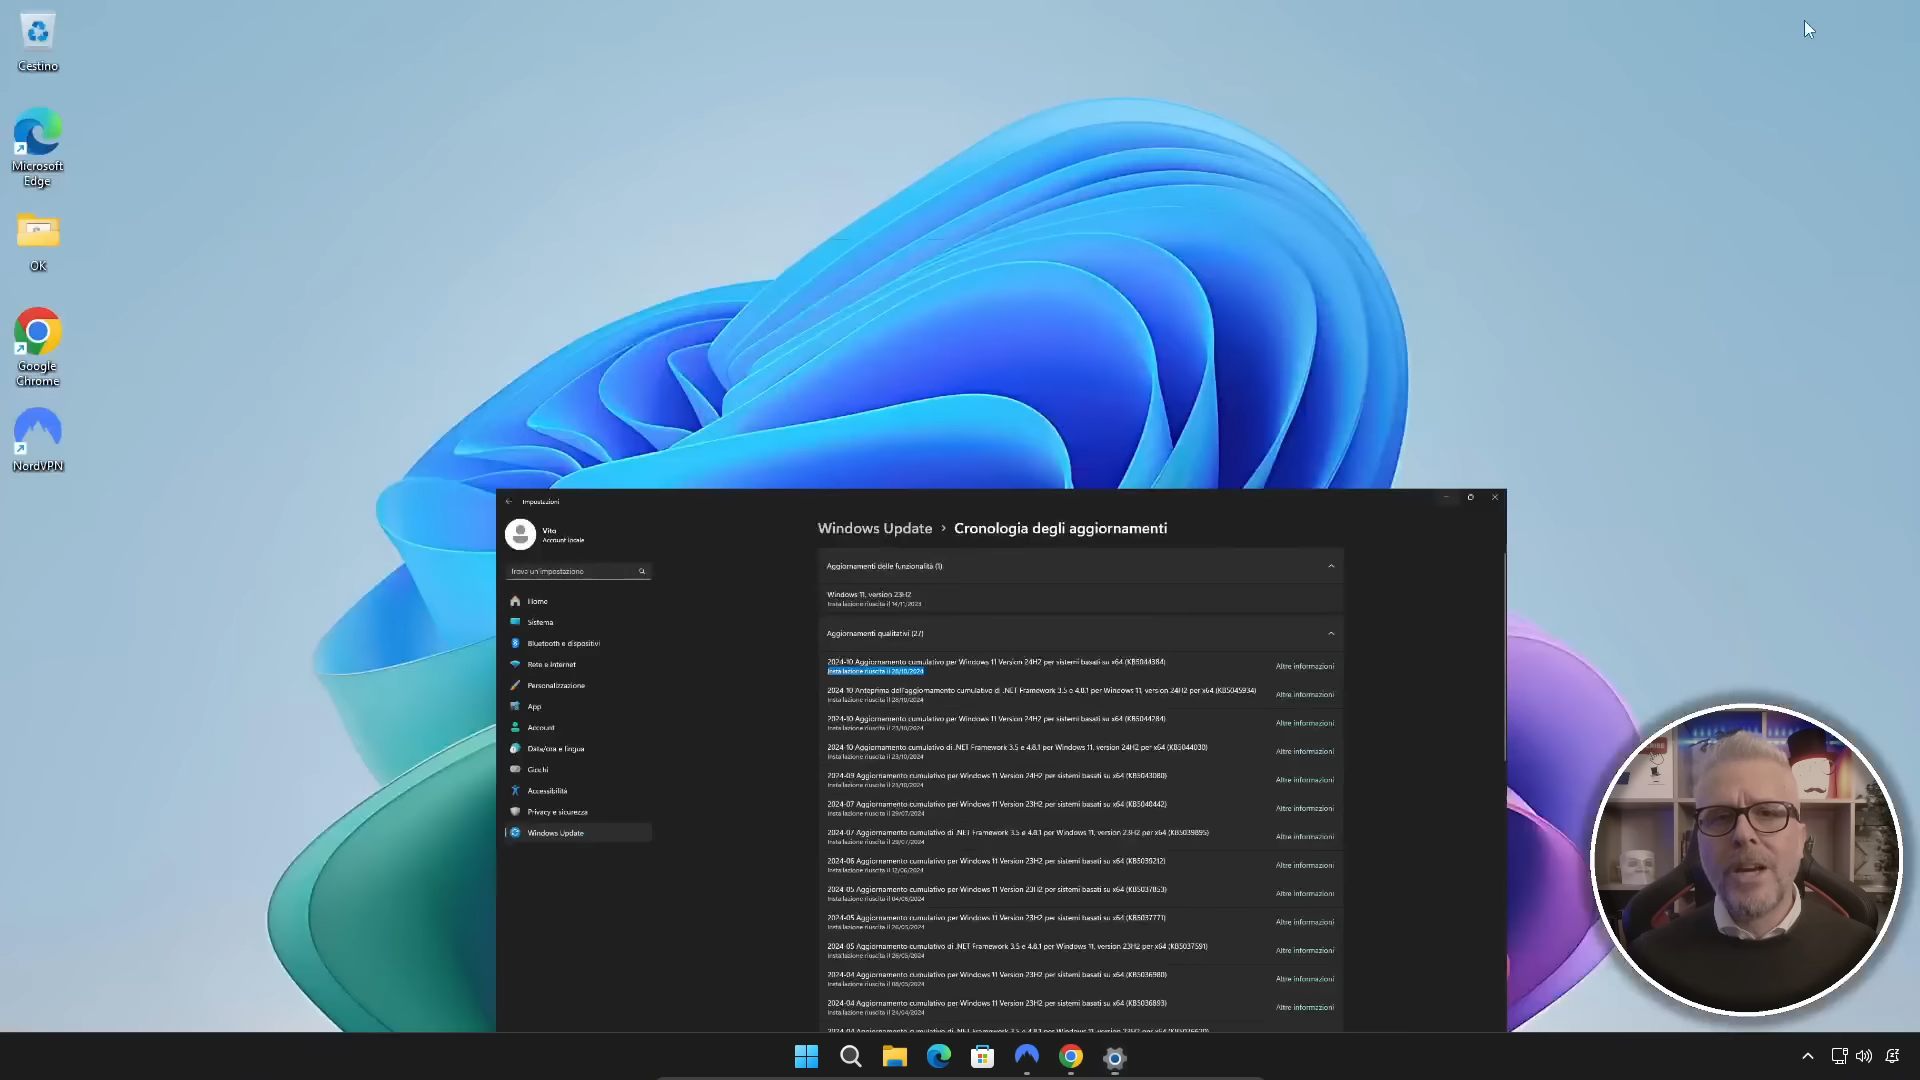 Cestino
Microsoft
Edge
OK
Google
Chrome
NordVPN
Impostazioni
Vito
Account locale
Trova un'impostazione
Home
Sistema
Bluetooth e dispositivi
Rete e Internet
Personalizzazione
App
Account
Data/ora e lingua
Giochi
Accessibilità
Privacy e sicurezza
Windows Update
Windows Update › Cronologia degli aggiornamenti
Aggiornamenti delle funzionalità (1)
Windows 11, version 23H2
Installazione riuscita il 14/11/2023
Aggiornamenti qualitativi (27)
2024-10 Aggiornamento cumulativo per Windows 11 Version 24H2 per sistemi basati su x64 (KB5044384)
Installazione riuscita il 28/10/2024
Altre informazioni
2024-10 Anteprima dell'aggiornamento cumulativo di .NET Framework 3.5 e 4.8.1 per Windows 11, version 24H2 per x64 (KB5045934)
Installazione riuscita il 28/10/2024
Altre informazioni
2024-10 Aggiornamento cumulativo per Windows 11 Version 24H2 per sistemi basati su x64 (KB5044284)
Installazione riuscita il 23/10/2024
Altre informazioni
2024-10 Aggiornamento cumulativo di .NET Framework 3.5 e 4.8.1 per Windows 11, version 24H2 per x64 (KB5044030)
Installazione riuscita il 23/10/2024
Altre informazioni
2024-09 Aggiornamento cumulativo per Windows 11 Version 24H2 per sistemi basati su x64 (KB5043080)
Installazione riuscita il 23/10/2024
Altre informazioni
2024-07 Aggiornamento cumulativo per Windows 11 Version 23H2 per sistemi basati su x64 (KB5040442)
Installazione riuscita il 29/07/2024
Altre informazioni
2024-07 Aggiornamento cumulativo di .NET Framework 3.5 e 4.8.1 per Windows 11, version 23H2 per x64 (KB5039895)
Installazione riuscita il 29/07/2024
Altre informazioni
2024-06 Aggiornamento cumulativo per Windows 11 Version 23H2 per sistemi basati su x64 (KB5039212)
Installazione riuscita il 12/06/2024
Altre informazioni
2024-05 Aggiornamento cumulativo per Windows 11 Version 23H2 per sistemi basati su x64 (KB5037853)
Installazione riuscita il 04/06/2024
Altre informazioni
2024-05 Aggiornamento cumulativo per Windows 11 Version 23H2 per sistemi basati su x64 (KB5037771)
Installazione riuscita il 26/05/2024
Altre informazioni
2024-05 Aggiornamento cumulativo di .NET Framework 3.5 e 4.8.1 per Windows 11, version 23H2 per x64 (KB5037591)
Installazione riuscita il 26/05/2024
Altre informazioni
2024-04 Aggiornamento cumulativo per Windows 11 Version 23H2 per sistemi basati su x64 (KB5036980)
Installazione riuscita il 08/05/2024
Altre informazioni
2024-04 Aggiornamento cumulativo per Windows 11 Version 23H2 per sistemi basati su x64 (KB5036893)
Installazione riuscita il 24/04/2024
Altre informazioni